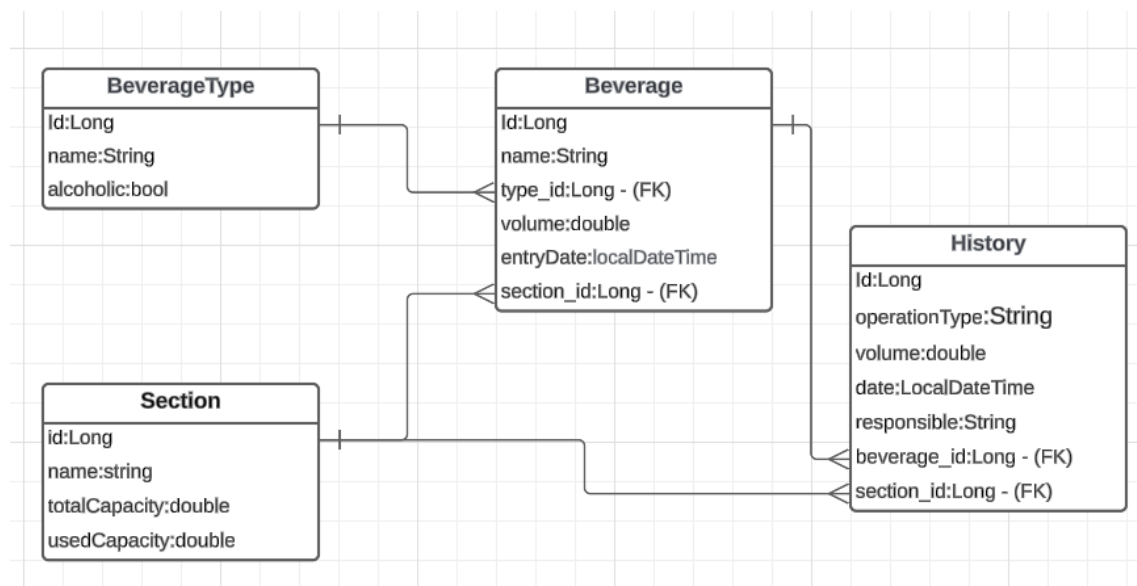 BeverageType
Id:Long
name:String
alcoholic:bool
Beverage
Id:Long
name:String
type_id:Long - (FK)
volume:double
entryDate:localDateTime
section_id:Long - (FK)
Section
id:Long
name:string
totalCapacity:double
usedCapacity:double
History
Id:Long
operationType:String
volume:double
date:LocalDateTime
responsible:String
beverage_id:Long - (FK)
section_id:Long - (FK)